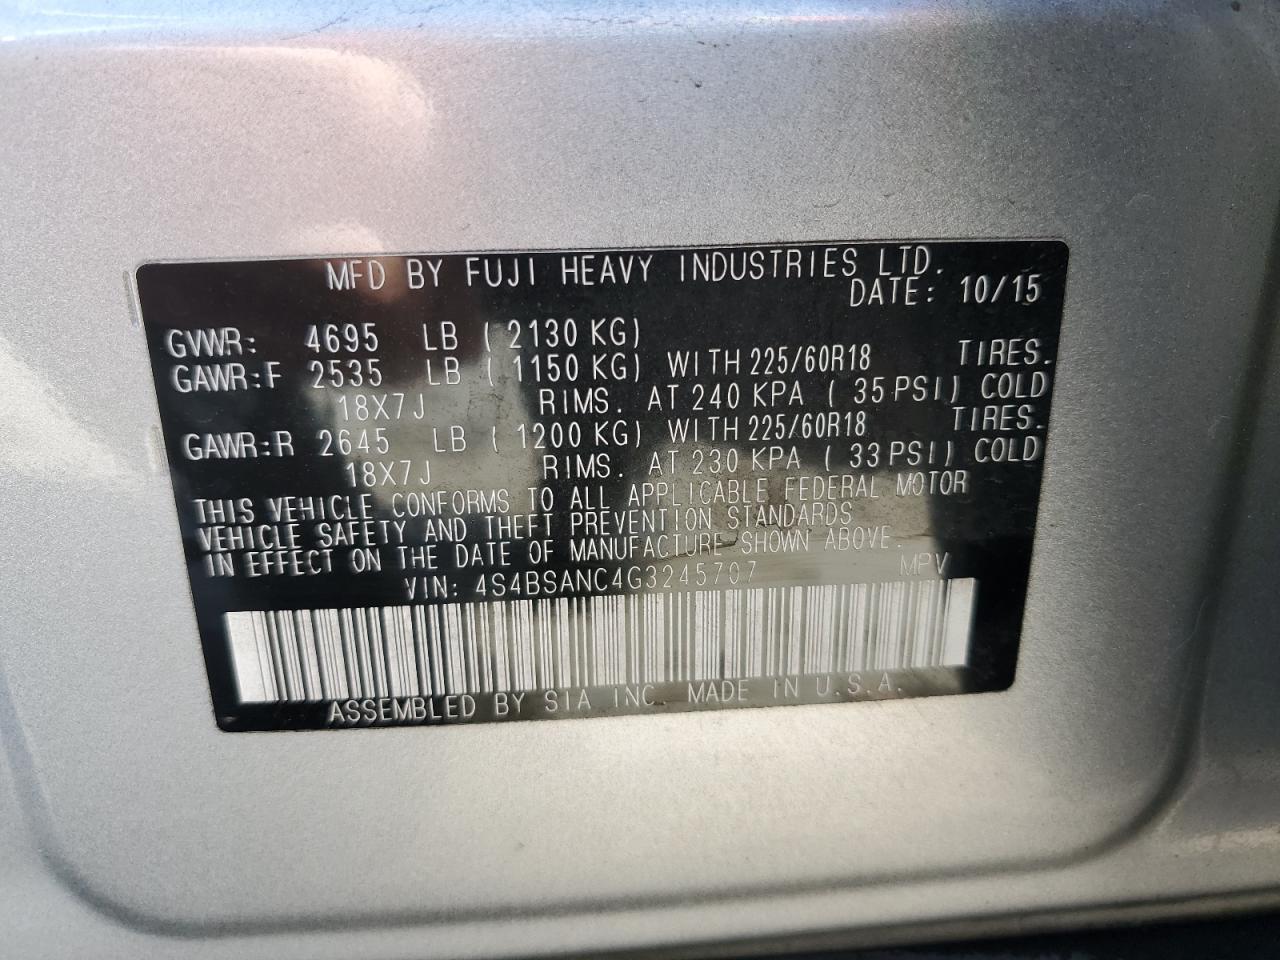 MFD BY FUJI HEAVY INDUSTRIES LTD.
DATE: 10/15
GVWR: 4695 LB ( 2130 KG)
GAWR:F 2535 LB ( 1150 KG) WITH 225/60R18 TIRES.
18X7J RIMS. AT 240 KPA ( 35 PSI) COLD
GAWR:R 2645 LB ( 1200 KG) WITH 225/60R18 TIRES.
18X7J RIMS. AT 230 KPA ( 33 PSI) COLD
THIS VEHICLE CONFORMS TO ALL APPLICABLE FEDERAL MOTOR
VEHICLE SAFETY AND THEFT PREVENTION STANDARDS
IN EFFECT ON THE DATE OF MANUFACTURE SHOWN ABOVE.
VIN: 4S4BSANC4G3245707 MPV
ASSEMBLED BY SIA INC. MADE IN U.S.A.